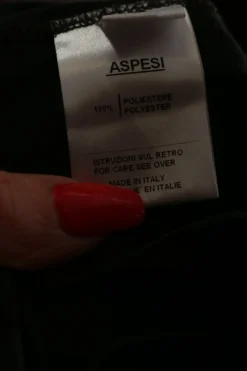 ASPESI
100% POLIESTERE
POLYESTER
ISTRUZIONI SUL RETRO
FOR CARE SEE OVER
MADE IN ITALY
EN ITALIE